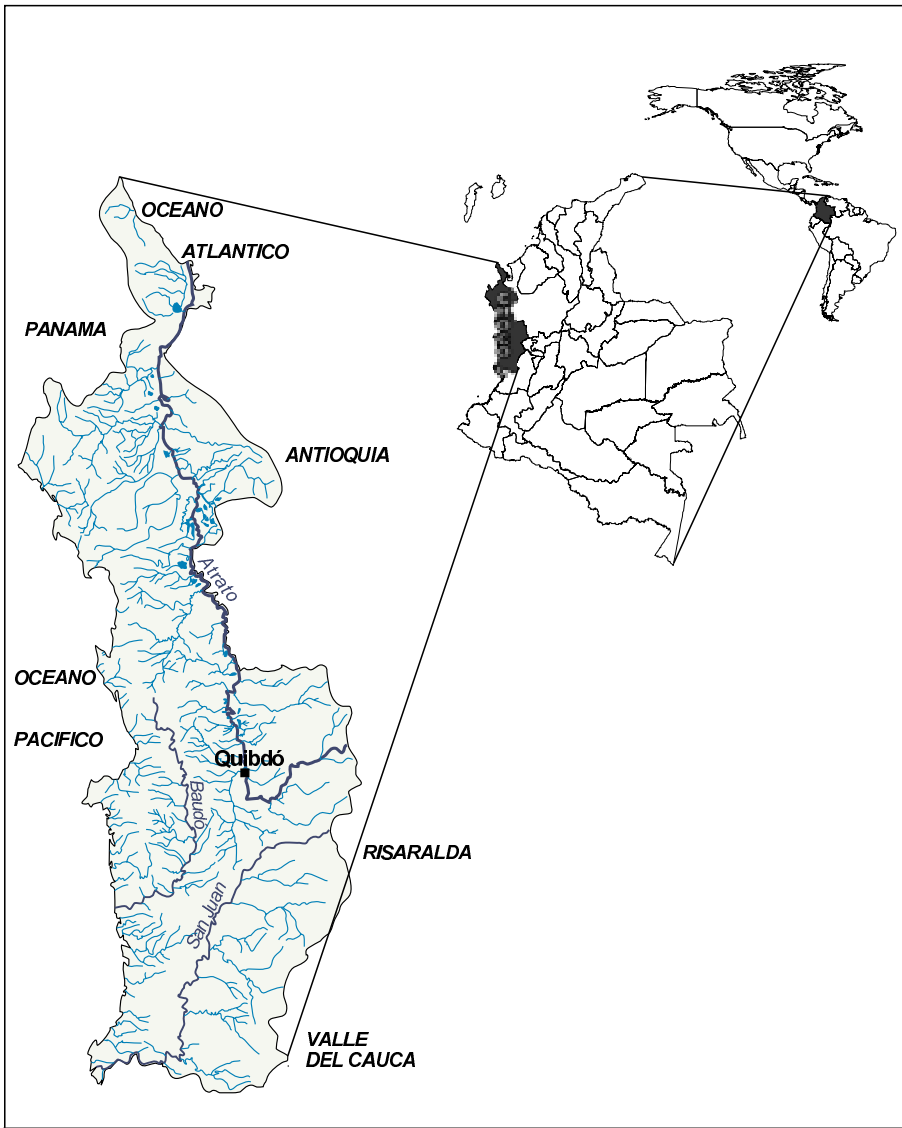 OCEANO
ATLANTICO
PANAMA
ANTIOQUIA
Atrato
OCEANO
PACIFICO
Quibdó
Baudó
RISARALDA
San Juan
VALLE
DEL CAUCA